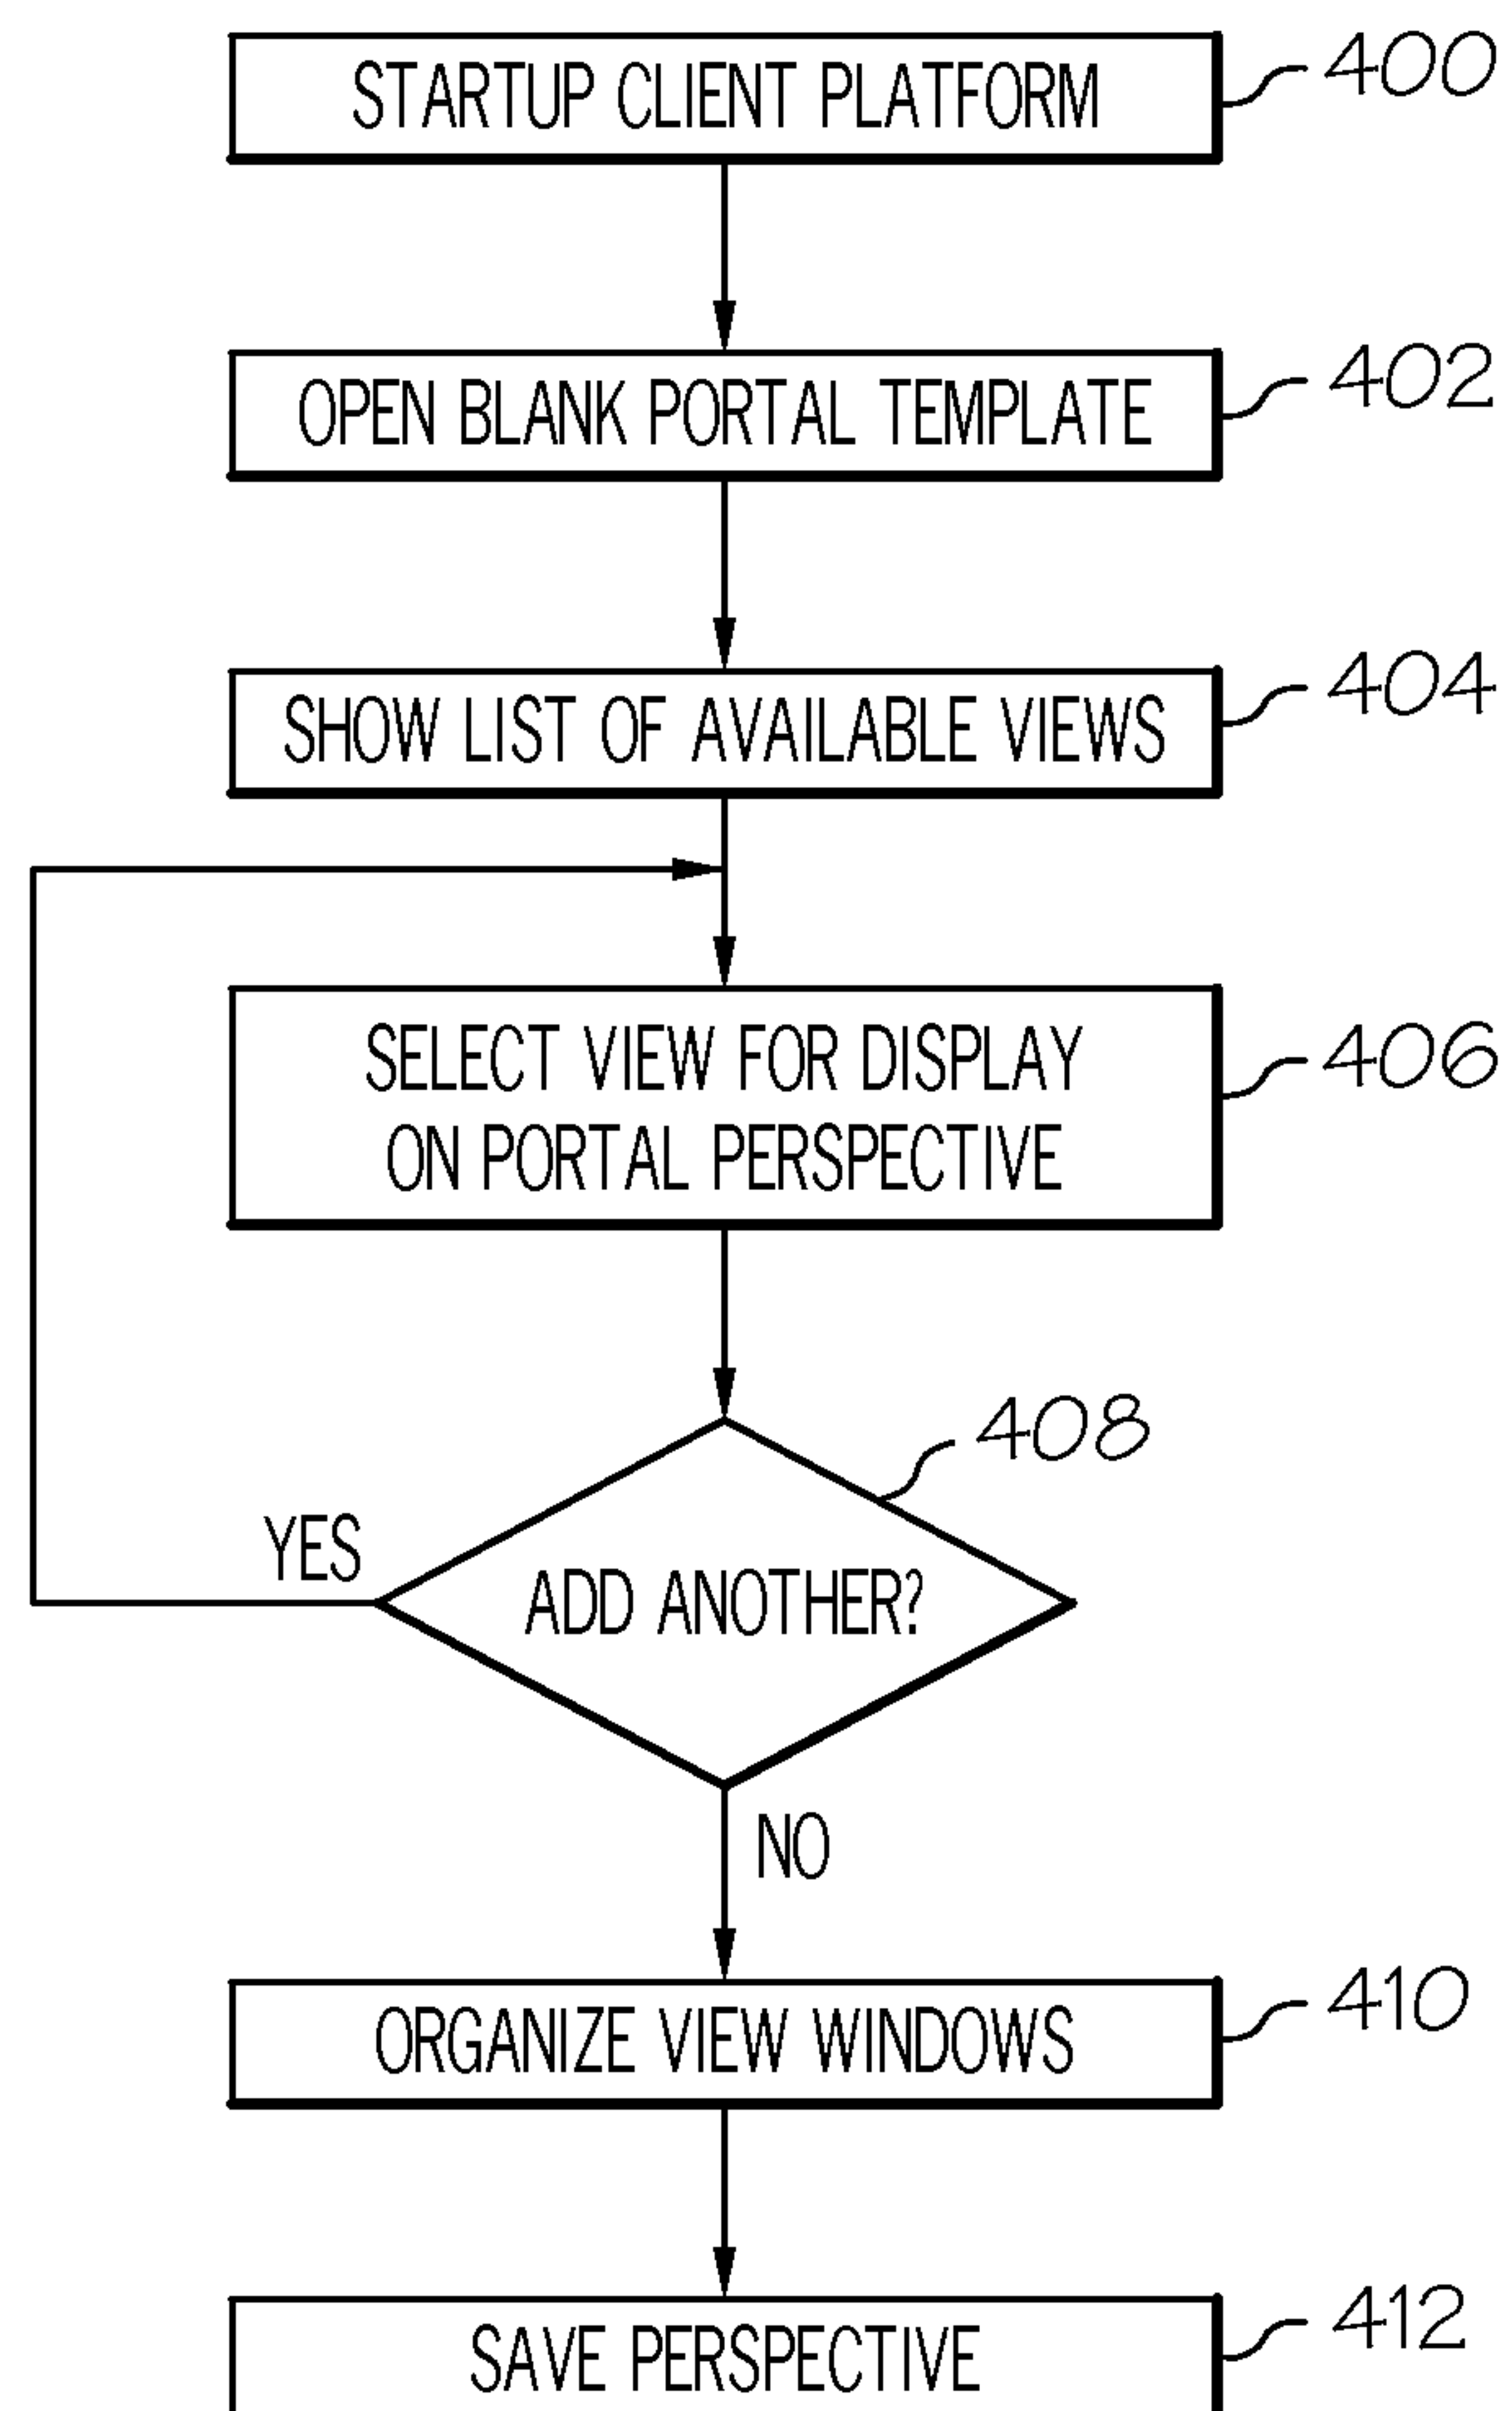 STARTUP CLIENT PLATFORM
400
OPEN BLANK PORTAL TEMPLATE
402
SHOW LIST OF AVAILABLE VIEWS
404
SELECT VIEW FOR DISPLAY
ON PORTAL PERSPECTIVE
406
408
YES
ADD ANOTHER?
NO
ORGANIZE VIEW WINDOWS
410
SAVE PERSPECTIVE
412